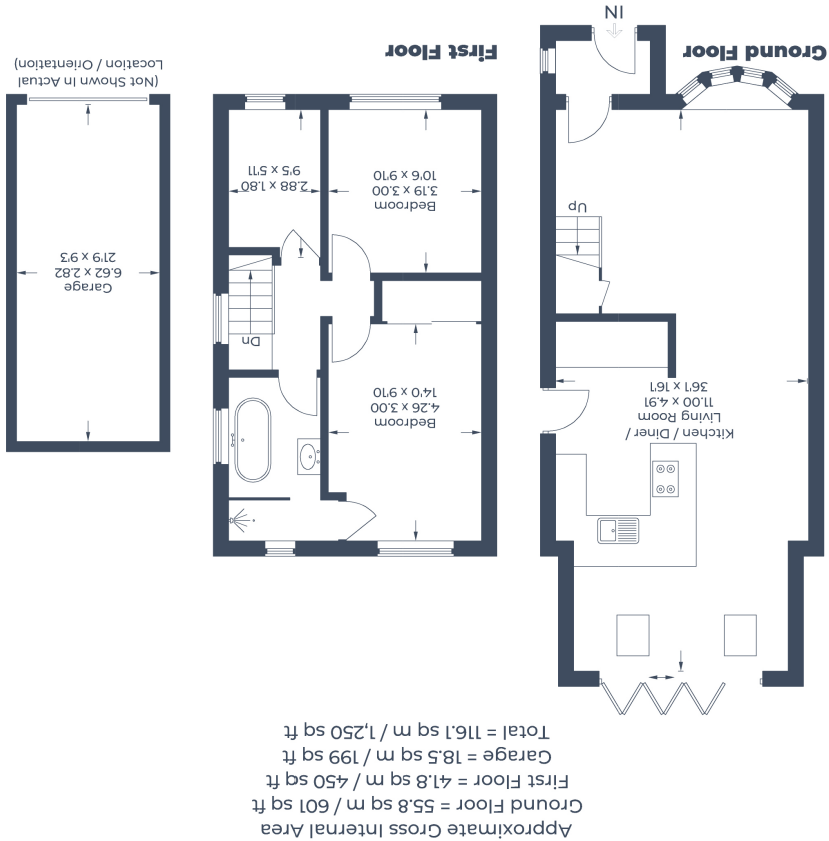 Approximate Gross Internal Area
Ground Floor = 55.8 sq m / 601 sq ft
First Floor = 41.8 sq m / 450 sq ft
Garage = 18.5 sq m / 199 sq ft
Total = 116.1 sq m / 1,250 sq ft
Kitchen / Diner /
Living Room
11.00 x 4.91
36'1 x 16'1
Up
IN
Ground Floor
Bedroom
4.26 x 3.00
14'0 x 9'10
Dn
Bedroom
3.19 x 3.00
10'6 x 9'10
2.88 x 1.80
9'5 x 5'11
First Floor
Garage
6.62 x 2.82
21'9 x 9'3
(Not Shown In Actual
Location / Orientation)